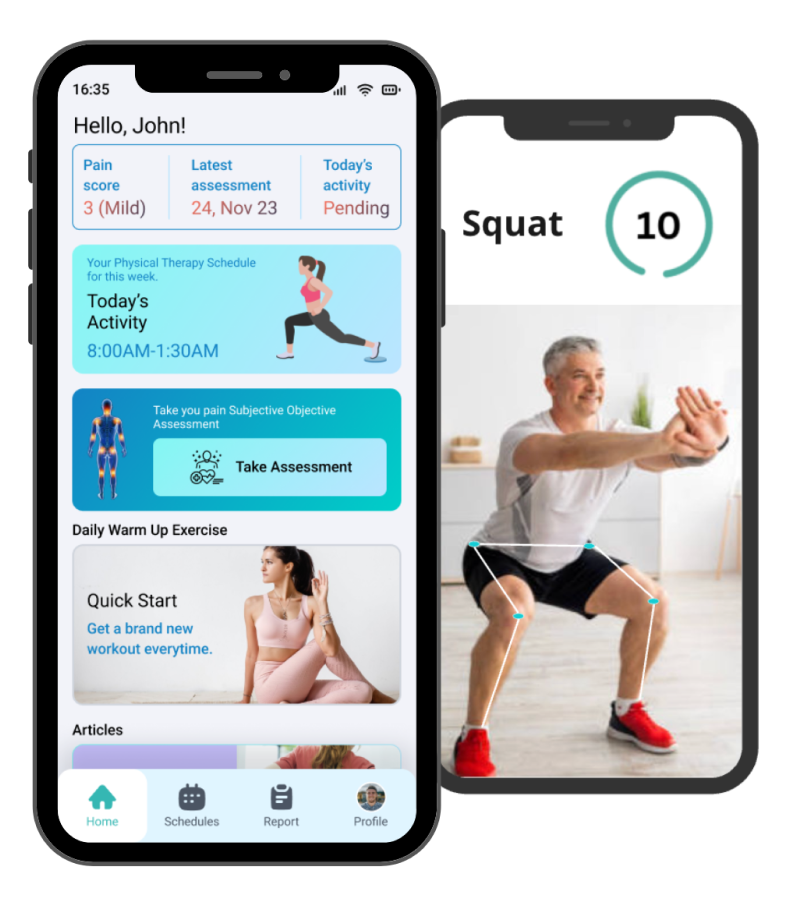 16:35
Hello, John!
Pain
score
3 (Mild)
Latest
assessment
24, Nov 23
Today's
activity
Pending
Your Physical Therapy Schedule
for this week.
Today's
Activity
8:00AM-1:30AM
Take you pain Subjective Objective
Assessment
Take Assessment
Daily Warm Up Exercise
Quick Start
Get a brand new
workout everytime.
Articles
Home
Schedules
Report
Profile
Squat
10